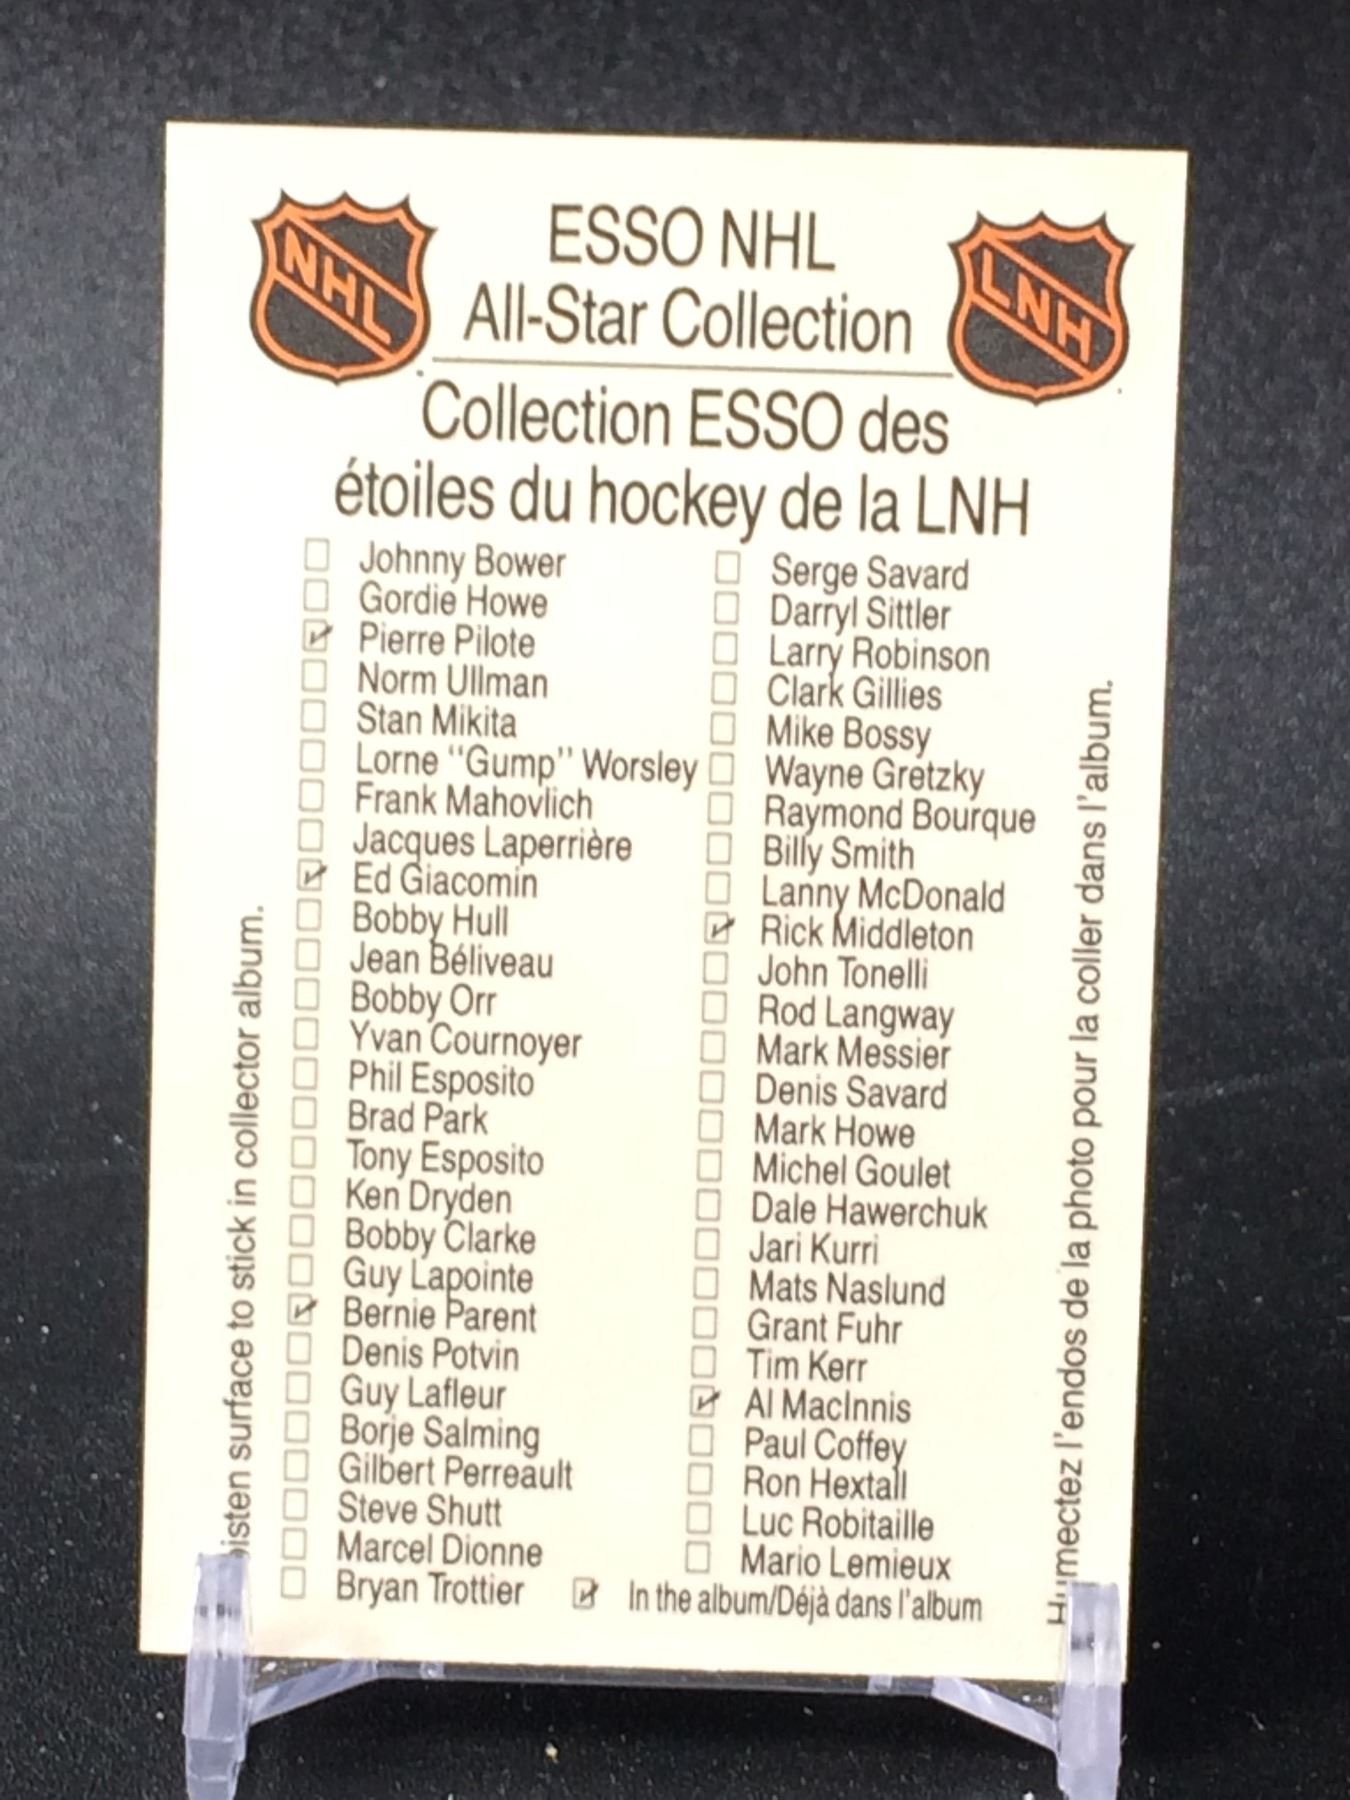 NHL
ESSO NHL
All-Star Collection
LNH
Collection ESSO des
étoiles du hockey de la LNH
Johnny Bower
Gordie Howe
Pierre Pilote
Norm Ullman
Stan Mikita
Lorne "Gump" Worsley
Frank Mahovlich
Jacques Laperrière
Ed Giacomin
Bobby Hull
Jean Béliveau
Bobby Orr
Yvan Cournoyer
Phil Esposito
Brad Park
Tony Esposito
Ken Dryden
Bobby Clarke
Guy Lapointe
Bernie Parent
Denis Potvin
Guy Lafleur
Borje Salming
Gilbert Perreault
Steve Shutt
Marcel Dionne
Bryan Trottier
Serge Savard
Darryl Sittler
Larry Robinson
Clark Gillies
Mike Bossy
Wayne Gretzky
Raymond Bourque
Billy Smith
Lanny McDonald
Rick Middleton
John Tonelli
Rod Langway
Mark Messier
Denis Savard
Mark Howe
Michel Goulet
Dale Hawerchuk
Jari Kurri
Mats Naslund
Grant Fuhr
Tim Kerr
Al MacInnis
Paul Coffey
Ron Hextall
Luc Robitaille
Mario Lemieux
In the album/Déjà dans l'album
surface to stick in collector album.
Humectez l'endos de la photo pour la coller dans l'album.